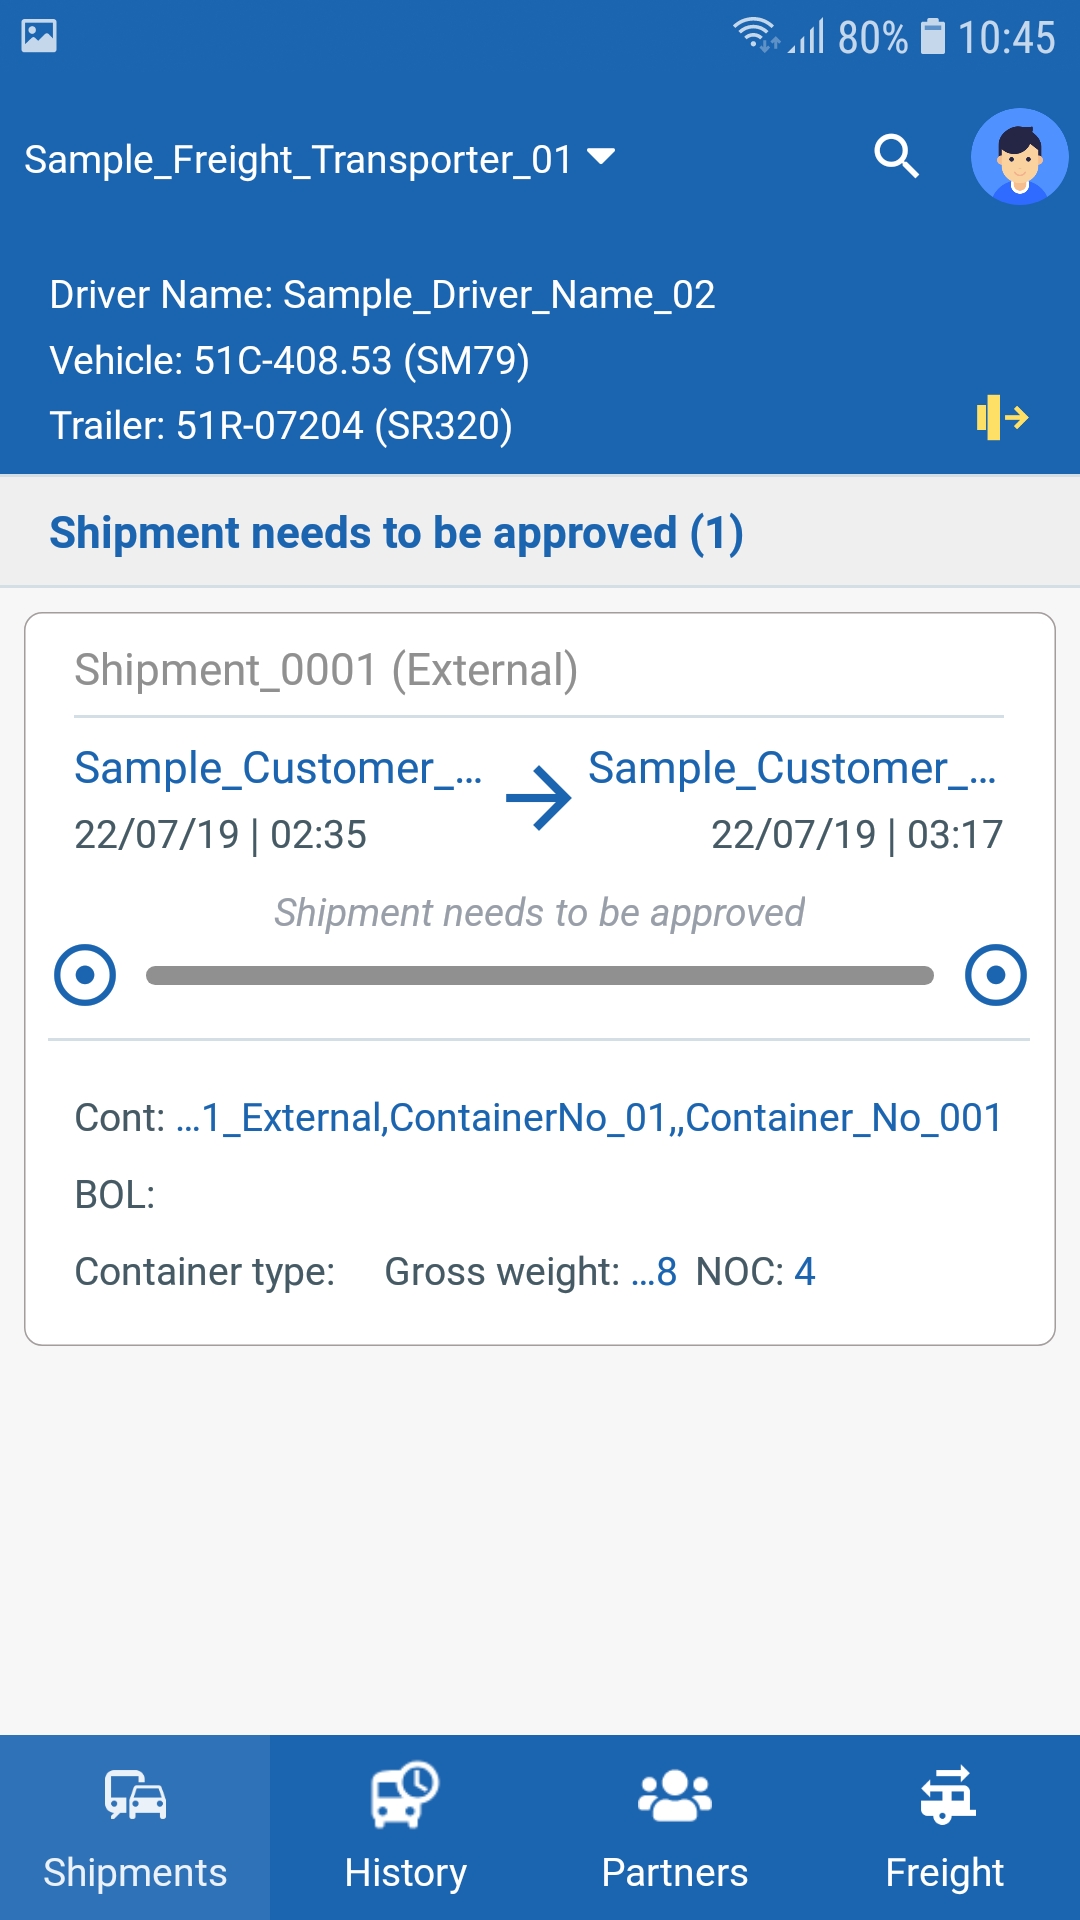 80% 10:45
Sample_Freight_Transporter_01
Driver Name: Sample_Driver_Name_02
Vehicle: 51C-408.53 (SM79)
Trailer: 51R-07204 (SR320)
Shipment needs to be approved (1)
Shipment_0001 (External)
Sample_Customer_... Sample_Customer_...
22/07/19 | 02:35 22/07/19 | 03:17
Shipment needs to be approved
Cont: ...1_External,ContainerNo_01,,Container_No_001
BOL:
Container type: Gross weight: ...8 NOC: 4
Shipments History Partners Freight